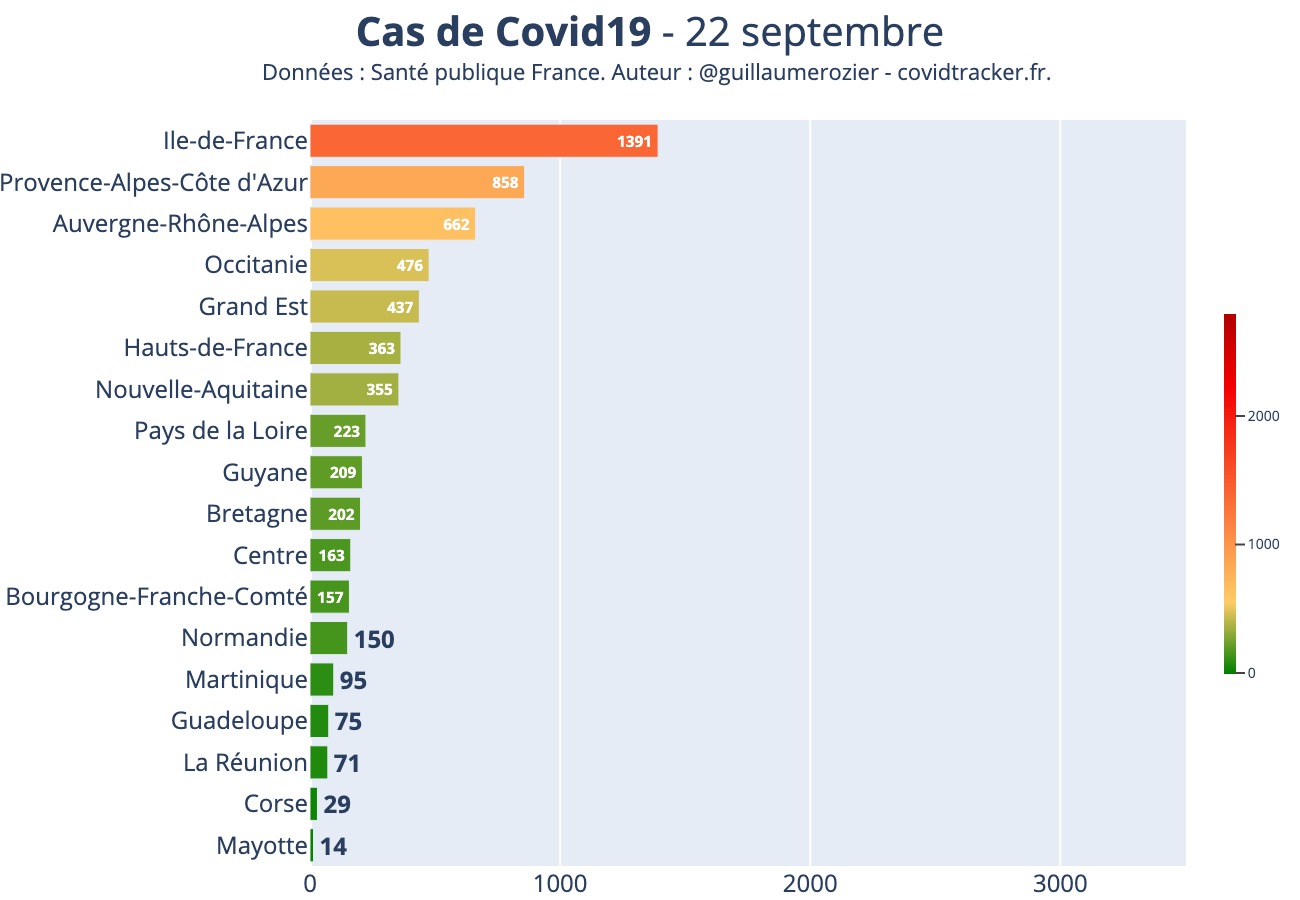 Cas de Covid19 - 22 septembre
Données : Santé publique France. Auteur : @guillaumerozier - covidtracker.fr.
Ile-de-France 1391
Provence-Alpes-Côte d'Azur 858
Auvergne-Rhône-Alpes 662
Occitanie 476
Grand Est 437
Hauts-de-France 363
Nouvelle-Aquitaine 355
Pays de la Loire 223
Guyane 209
Bretagne 202
Centre 163
Bourgogne-Franche-Comté 157
Normandie 150
Martinique 95
Guadeloupe 75
La Réunion 71
Corse 29
Mayotte 14
0 1000 2000 3000
2000
1000
0